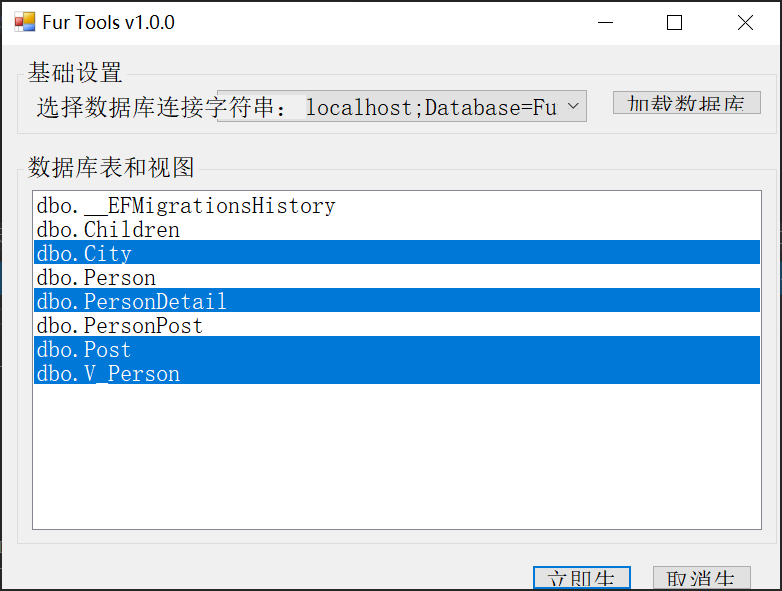 Fur Tools v1.0.0
基础设置
选择数据库连接字符串： localhost;Database=Fu 加载数据库
数据库表和视图
dbo.__EFMigrationsHistory
dbo.Children
dbo.City
dbo.Person
dbo.PersonDetail
dbo.PersonPost
dbo.Post
dbo.V_Person
立即生 取消生